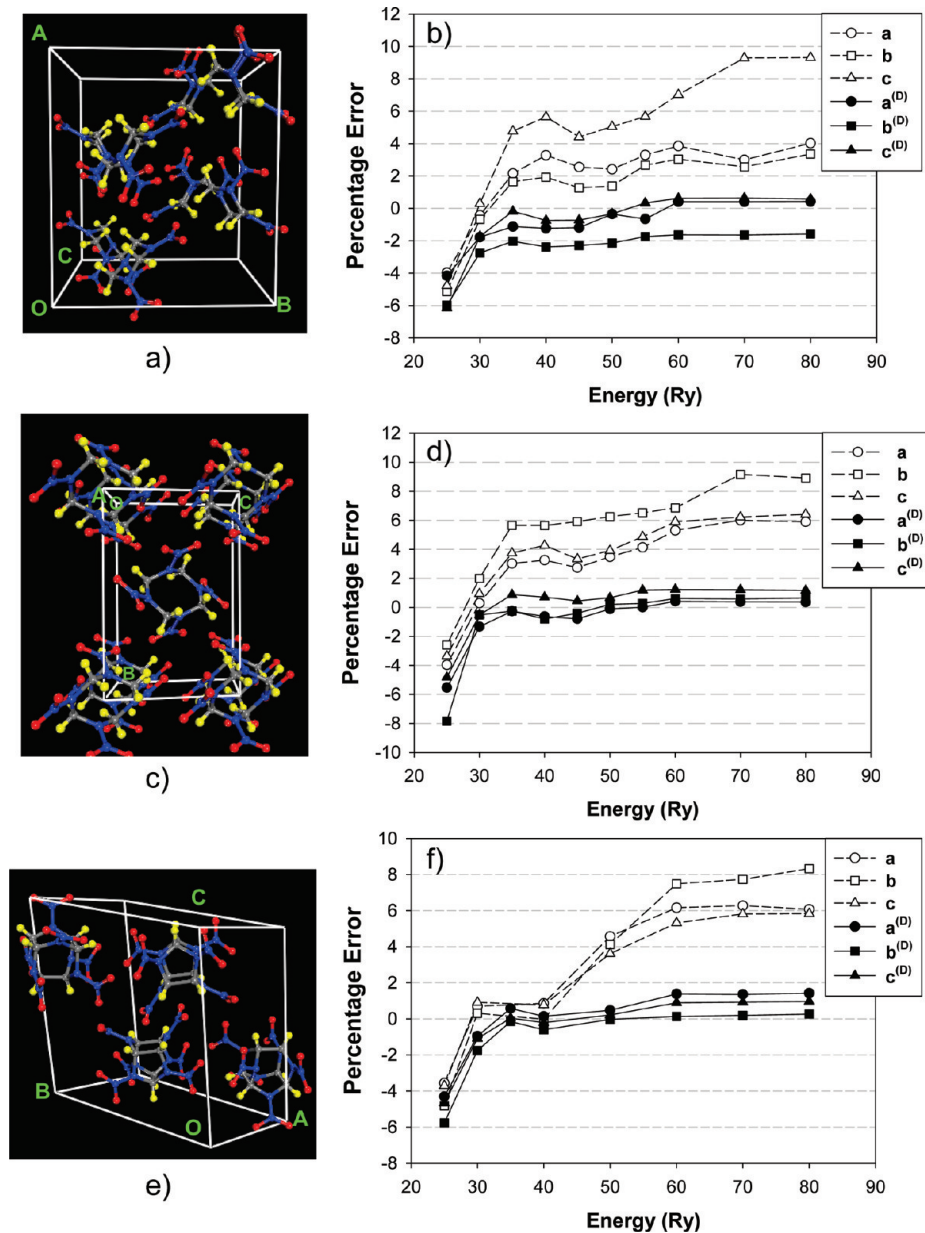 A
C
O
B
a)
b)
Percentage Error
12
10
8
6
4
2
0
-2
-4
-6
-8
20 30 40 50 60 70 80 90
Energy (Ry)
a
b
c
a(D)
b(D)
c(D)
A
O
C
B
c)
d)
Percentage Error
12
10
8
6
4
2
0
-2
-4
-6
-8
-10
20 30 40 50 60 70 80 90
Energy (Ry)
a
b
c
a(D)
b(D)
c(D)
C
B
O
A
e)
f)
Percentage Error
10
8
6
4
2
0
-2
-4
-6
-8
20 30 40 50 60 70 80 90
Energy (Ry)
a
b
c
a(D)
b(D)
c(D)